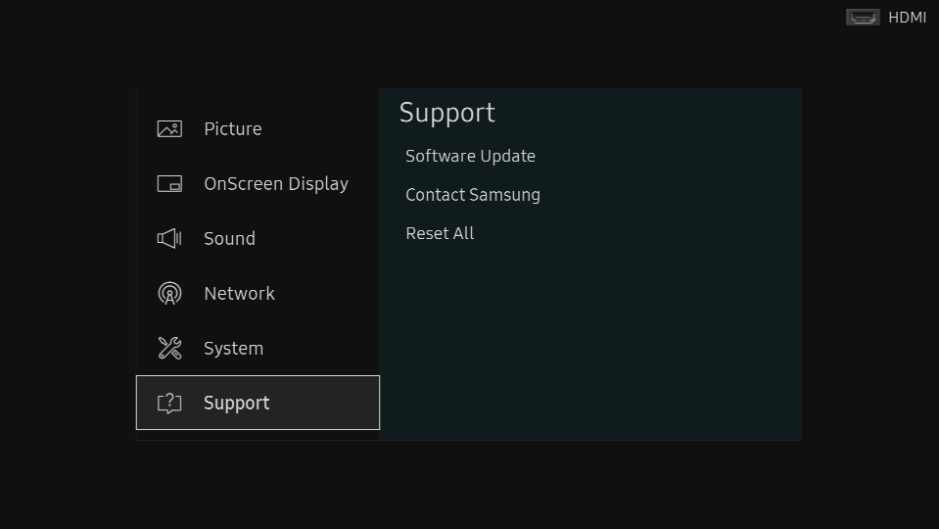 HDMI
Picture
OnScreen Display
Sound
Network
System
Support
Support
Software Update
Contact Samsung
Reset All